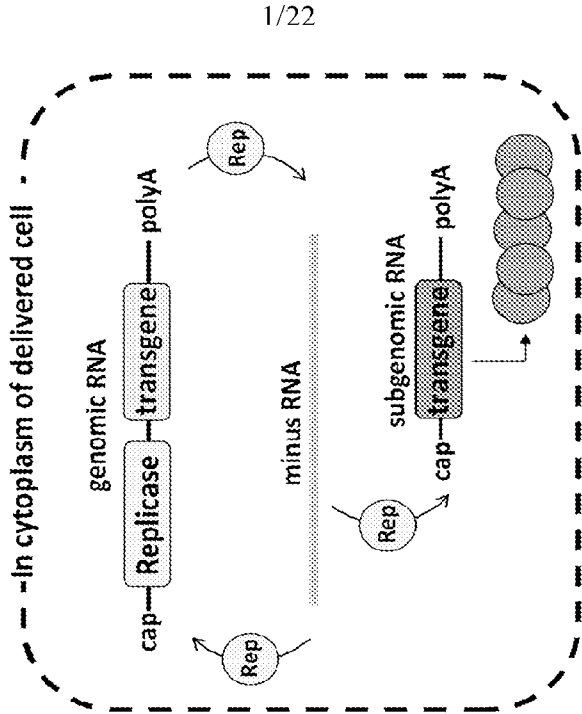 1/22
In cytoplasm of delivered cell
genomic RNA
cap Replicase transgene polyA
Rep
Rep
minus RNA
Rep
subgenomic RNA
cap transgene polyA